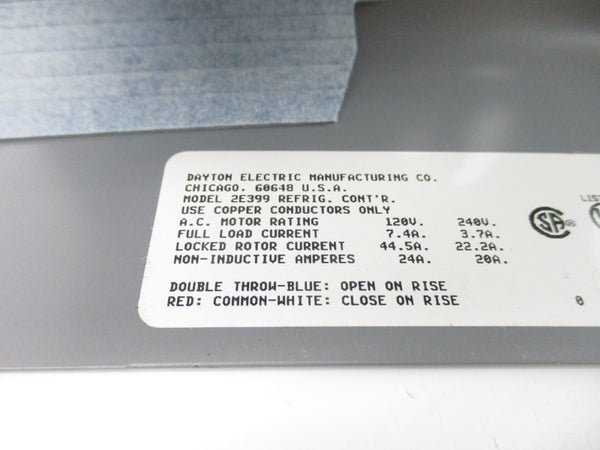 DAYTON ELECTRIC MANUFACTURING CO.
CHICAGO. 60648 U.S.A.
MODEL 2E399 REFRIG. CONT'R.
USE COPPER CONDUCTORS ONLY
A.C. MOTOR RATING 120V. 240V.
FULL LOAD CURRENT 7.4A. 3.7A.
LOCKED ROTOR CURRENT 44.5A. 22.2A.
NON-INDUCTIVE AMPERES 24A. 20A.
DOUBLE THROW-BLUE: OPEN ON RISE
RED: COMMON-WHITE: CLOSE ON RISE
SA ®
LIS
0